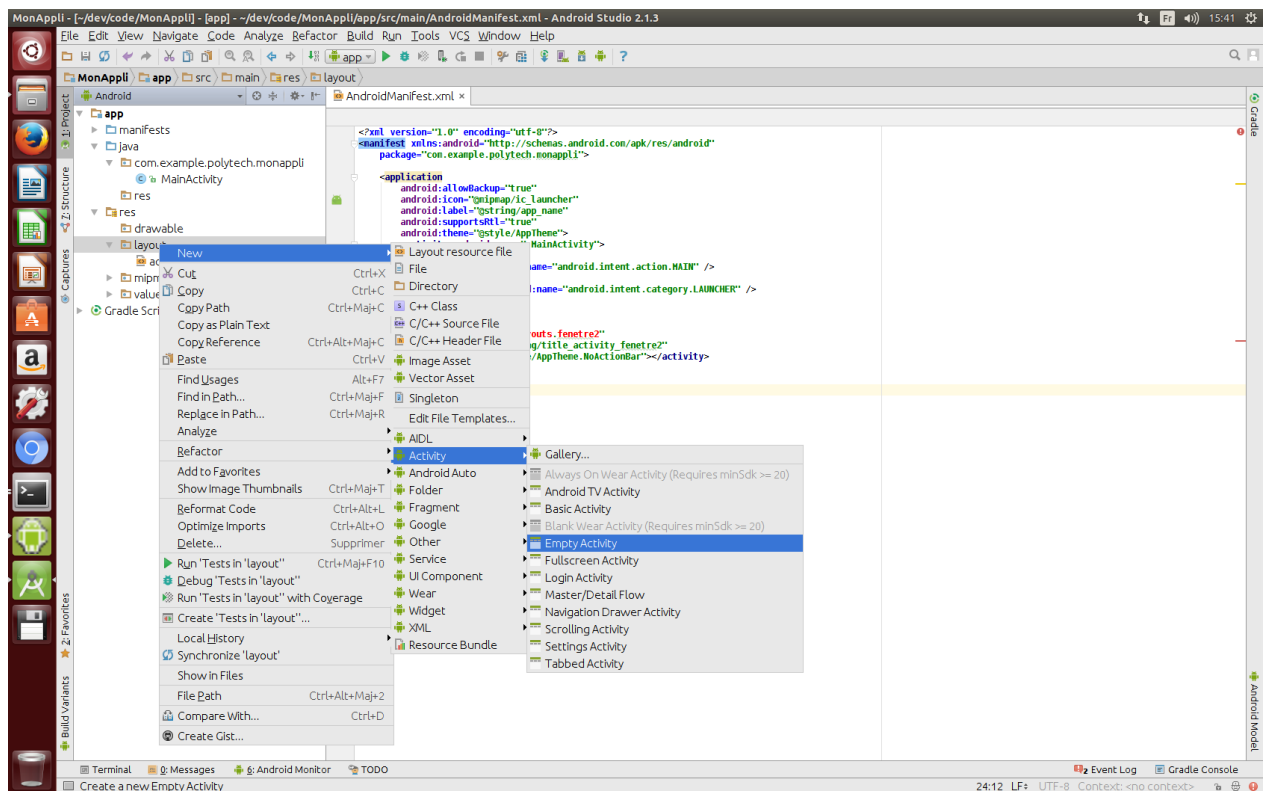 MonAppli - [~/dev/code/MonAppli] - [app] - ~/dev/code/MonAppli/app/src/main/AndroidManifest.xml - Android Studio 2.1.3
Fr
15:41
File Edit View Navigate Code Analyze Refactor Build Run Tools VCS Window Help
app
?
MonAppli app src main res layout
Android
AndroidManifest.xml ×
1: Project
Z: Structure
Captures
2: Favorites
Build Variants
app
manifests
java
com.example.polytech.monappli
MainActivity
res
res
drawable
layout
ac
mipm
value
Gradle Scri
<?xml version="1.0" encoding="utf-8"?>
<manifest xmlns:android="http://schemas.android.com/apk/res/android"
package="com.example.polytech.monappli">
<application
android:allowBackup="true"
android:icon="@mipmap/ic_launcher"
android:label="@string/app_name"
android:supportsRtl="true"
android:theme="@style/AppTheme">
MainActivity">
ame="android.intent.action.MAIN" />
:name="android.intent.category.LAUNCHER" />
outs.fenetre2"
ng/title_activity_fenetre2"
/AppTheme.NoActionBar"></activity>
New
Cut Ctrl+X
Copy Ctrl+C
Copy Path Ctrl+Maj+C
Copy as Plain Text
Copy Reference Ctrl+Alt+Maj+C
Paste Ctrl+V
Find Usages Alt+F7
Find in Path... Ctrl+Maj+F
Replace in Path... Ctrl+Maj+R
Analyze
Refactor
Add to Favorites
Show Image Thumbnails Ctrl+Maj+T
Reformat Code Ctrl+Alt+L
Optimize Imports Ctrl+Alt+O
Delete... Supprimer
Run 'Tests in 'layout'' Ctrl+Maj+F10
Debug 'Tests in 'layout''
Run 'Tests in 'layout'' with Coverage
Create 'Tests in 'layout''...
Local History
Synchronize 'layout'
Show in Files
File Path Ctrl+Alt+Maj+2
Compare With... Ctrl+D
Create Gist...
Layout resource file
File
Directory
C++ Class
C/C++ Source File
C/C++ Header File
Image Asset
Vector Asset
Singleton
Edit File Templates...
AIDL
Activity
Android Auto
Folder
Fragment
Google
Other
Service
UI Component
Wear
Widget
XML
Resource Bundle
Gallery...
Always On Wear Activity (Requires minSdk >= 20)
Android TV Activity
Basic Activity
Blank Wear Activity (Requires minSdk >= 20)
Empty Activity
Fullscreen Activity
Login Activity
Master/Detail Flow
Navigation Drawer Activity
Scrolling Activity
Settings Activity
Tabbed Activity
Gradle
Android Model
Terminal 0: Messages 6: Android Monitor TODO
2 Event Log Gradle Console
Create a new Empty Activity
24:12 LF UTF-8 Context: <no context>